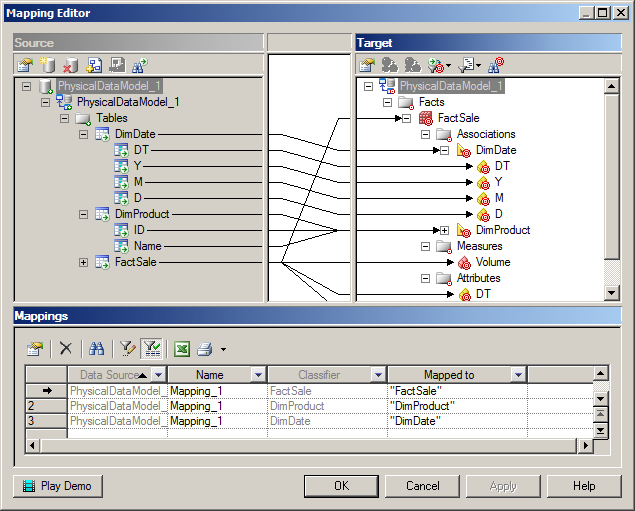 Mapping Editor
Source
Target
PhysicalDataModel_1
PhysicalDataModel_1
Tables
DimDate
DT
Y
M
D
DimProduct
ID
Name
FactSale
PhysicalDataModel_1
Facts
FactSale
Associations
DimDate
DT
Y
M
D
DimProduct
Measures
Volume
Attributes
DT
Mappings
Data Source Name Classifier Mapped to
PhysicalDataModel_ Mapping_1 FactSale "FactSale"
2 PhysicalDataModel_ Mapping_1 DimProduct "DimProduct"
3 PhysicalDataModel_ Mapping_1 DimDate "DimDate"
Play Demo OK Cancel Apply Help